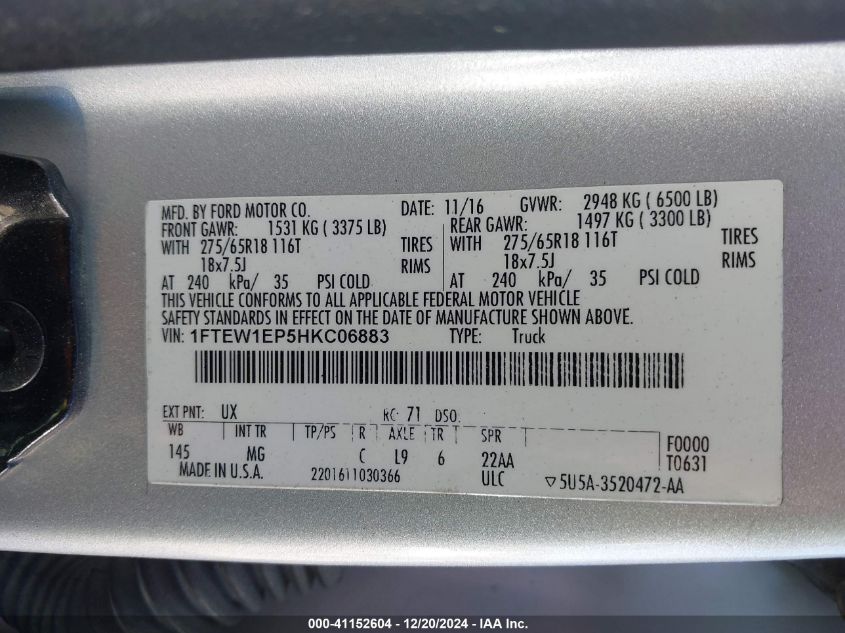 MFD. BY FORD MOTOR CO. DATE: 11/16 GVWR: 2948 KG ( 6500 LB)
FRONT GAWR: 1531 KG ( 3375 LB) REAR GAWR: 1497 KG ( 3300 LB)
WITH 275/65R18 116T TIRES WITH 275/65R18 116T TIRES
18x7.5J RIMS 18x7.5J RIMS
AT 240 kPa/ 35 PSI COLD AT 240 kPa/ 35 PSI COLD
THIS VEHICLE CONFORMS TO ALL APPLICABLE FEDERAL MOTOR VEHICLE
SAFETY STANDARDS IN EFFECT ON THE DATE OF MANUFACTURE SHOWN ABOVE.
VIN: 1FTEW1EP5HKC06883 TYPE: Truck
EXT PNT: UX RC: 71 DSO:
WB INT TR TP/PS R AXLE TR SPR F0000
145 MG C L9 6 22AA T0631
MADE IN U.S.A. 2201611030366 ULC ▽5U5A-3520472-AA
000-41152604 - 12/20/2024 - IAA Inc.